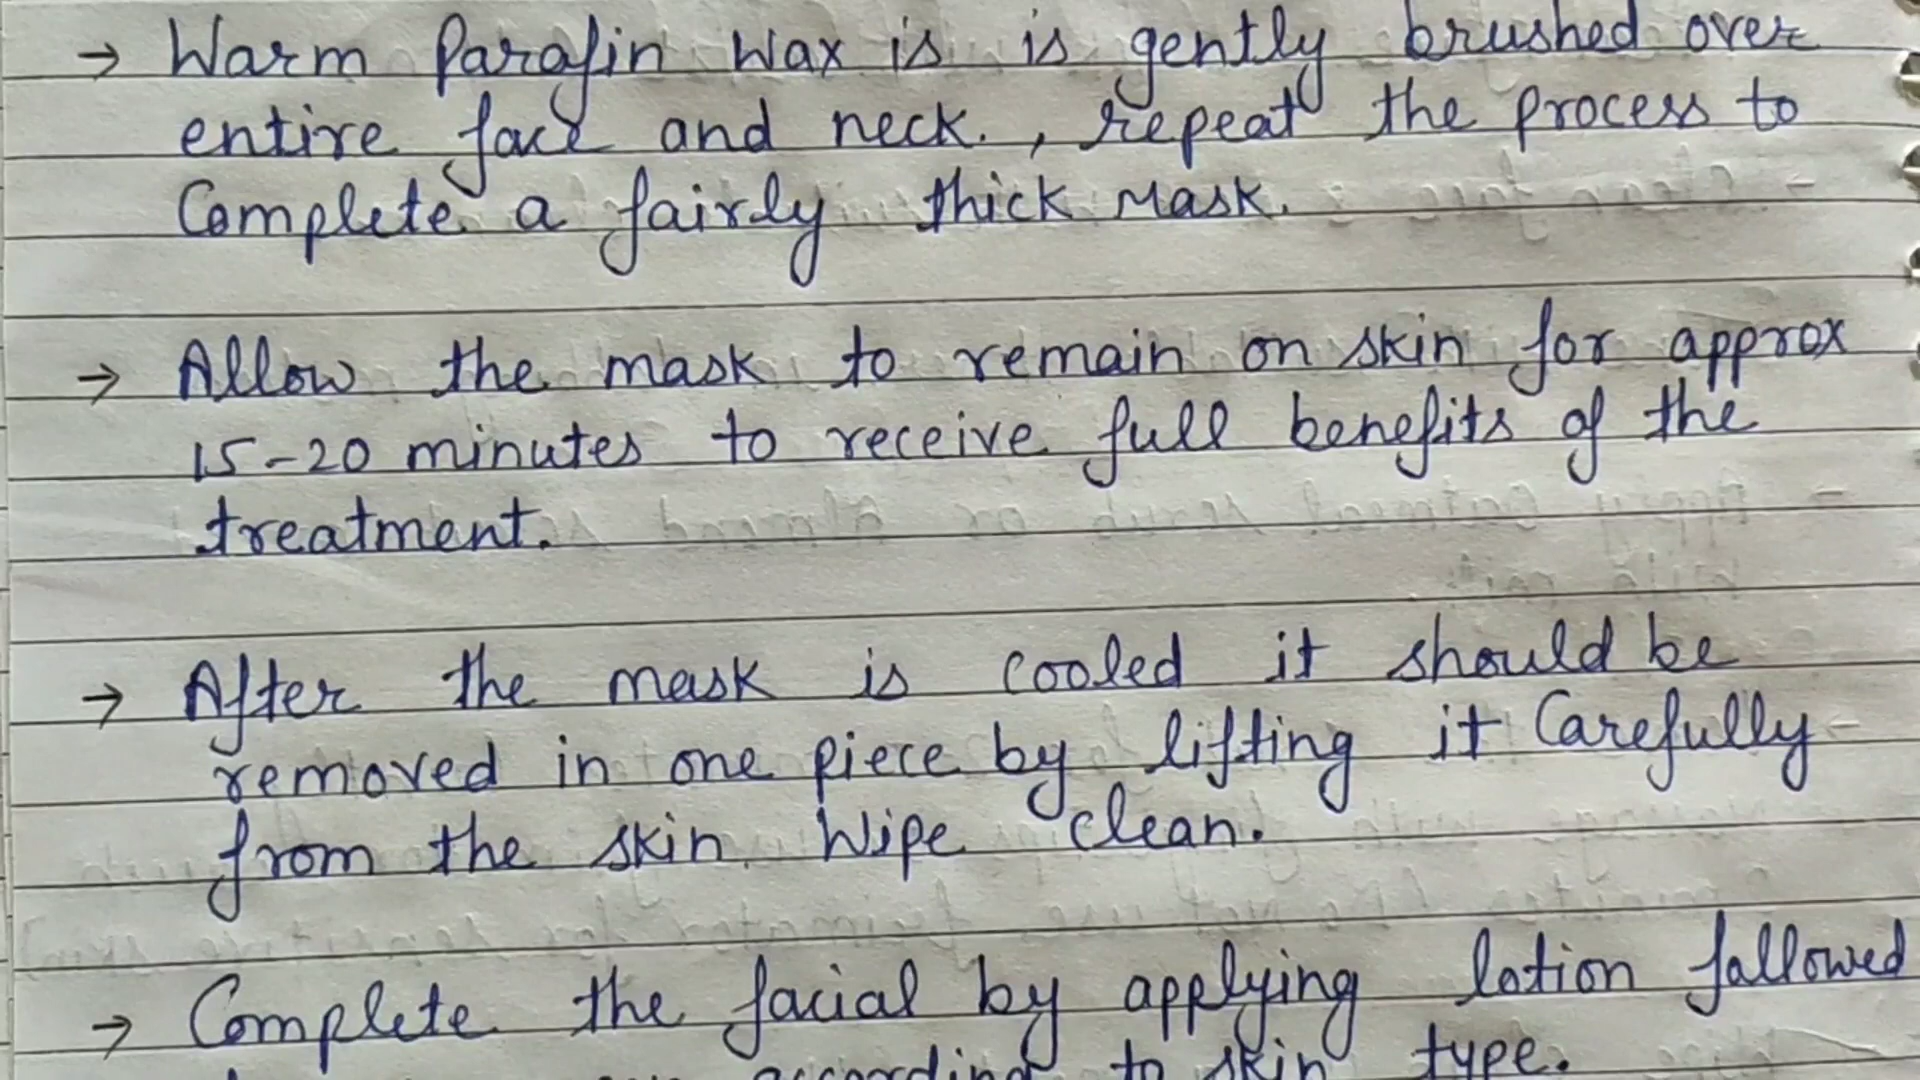 → Warm Parafin Wax is is gently brushed over
entire face and neck. , repeat the process to
Complete a fairly thick Mask.
→ Allow the mask to remain on skin for approx
15-20 minutes to receive full benefits of the
treatment.
→ After the mask is cooled it should be
removed in one piece by lifting it Carefully
from the skin. Wipe clean.
→ Complete the facial by applying lotion fallowed
according to skin type.